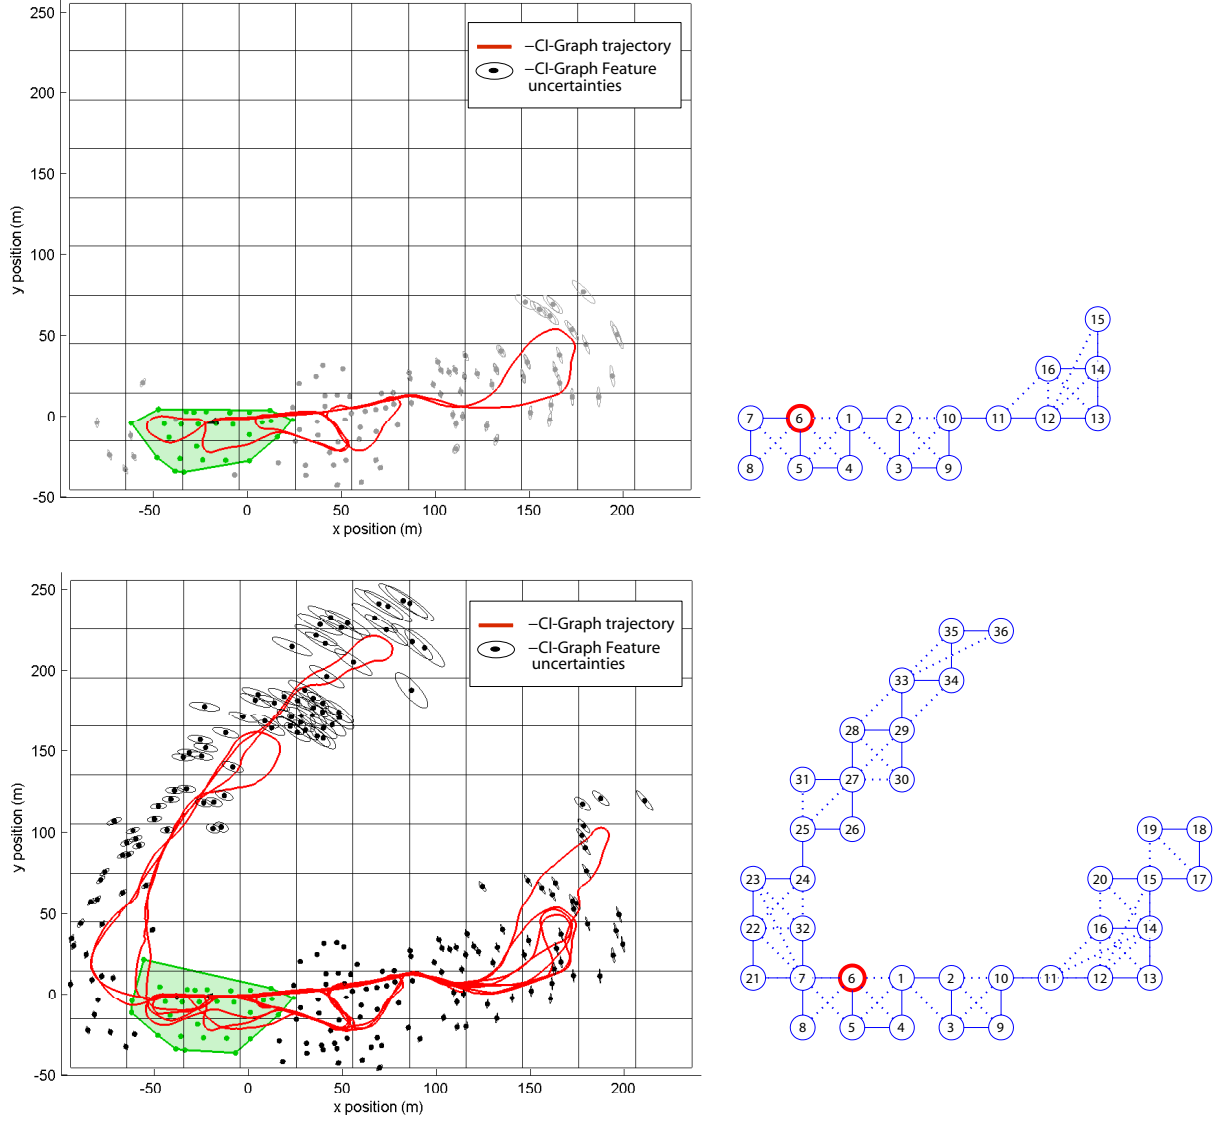 250
200
150
100
50
0
-50
y position (m)
-50 0 50 100 150 200
x position (m)
−CI-Graph trajectory
−CI-Graph Feature
uncertainties
15
16 14
7 6 1 2 10 11 12 13
8 5 4 3 9
250
200
150
100
50
0
-50
y position (m)
-50 0 50 100 150 200
x position (m)
−CI-Graph trajectory
−CI-Graph Feature
uncertainties
35 36
33 34
28 29
31 27 30
25 26 19 18
23 24 20 15 17
22 32 16 14
21 7 6 1 2 10 11 12 13
8 5 4 3 9